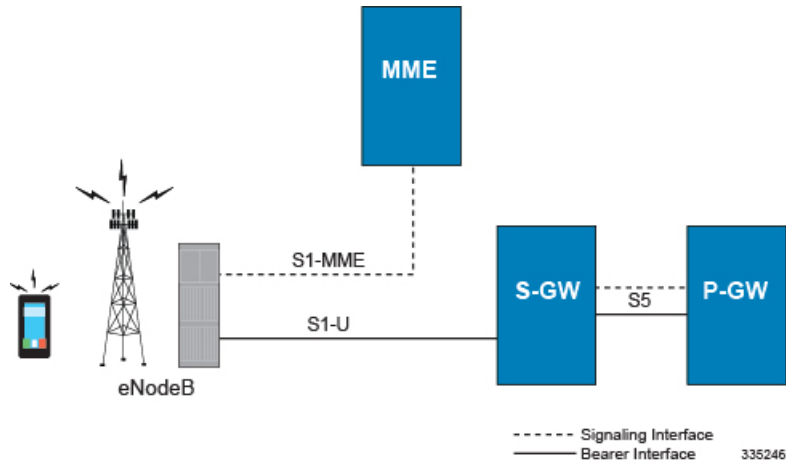 MME
S1-MME
S-GW
P-GW
S5
S1-U
eNodeB
Signaling Interface
Bearer Interface
335246